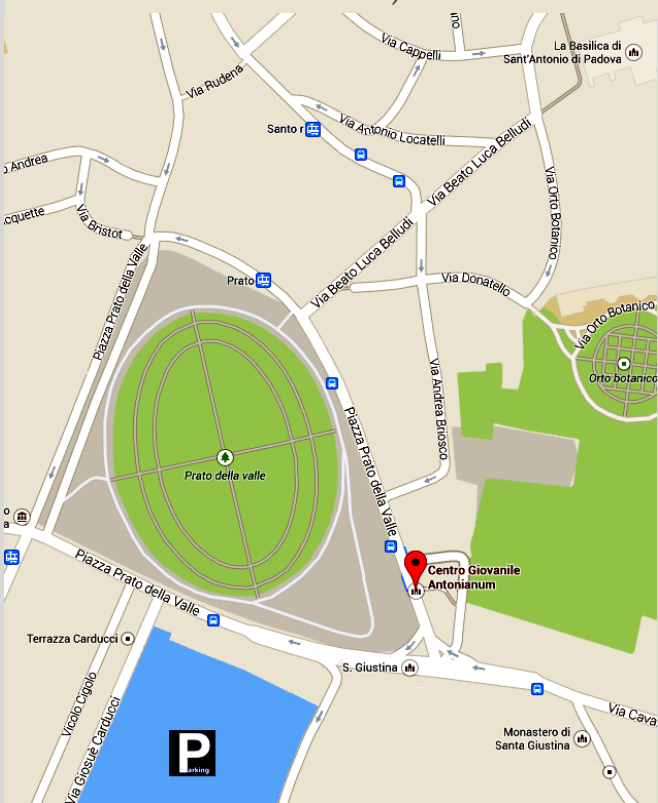 ino
Via Cappelli
La Basilica di
Sant'Antonio di Padova
Via Rudena
Santo r
Via Antonio Locatelli
Via Beato Luca Belludi
Andrea
Via Orto Botanico
cquette
Via Bristot
Piazza Prato della Valle
Prato
Via Beato Luca Belludi
Via Donatello
Via Orto Botanico
Orto botanico
Via Andrea Briosco
Piazza Prato della Valle
Prato della valle
Centro Giovanile
Antonianum
Piazza Prato della Valle
Terrazza Carducci
S. Giustina
Vicolo Cigolo
Via Giosuè Carducci
Via Cava
Monastero di
Santa Giustina
P
arking